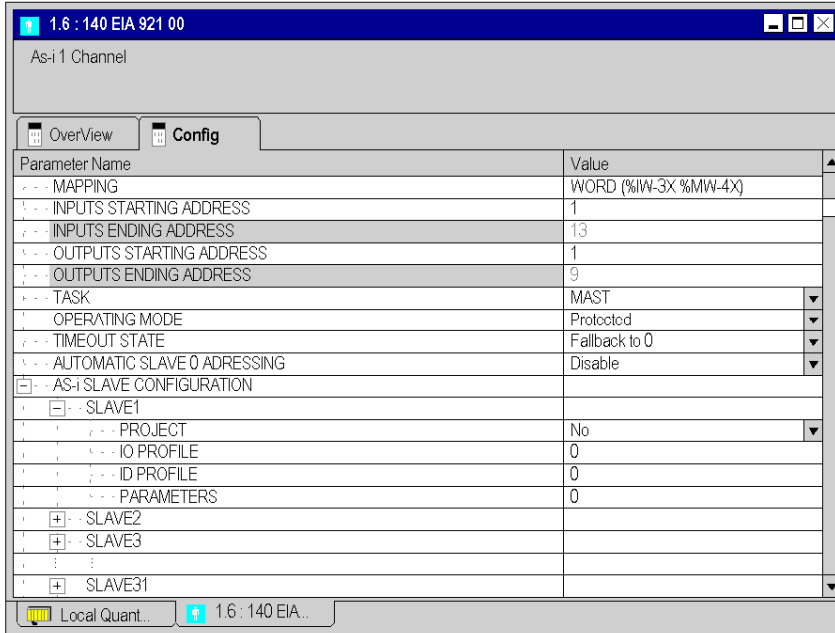 1.6 : 140 EIA 921 00
As-i 1 Channel
OverView Config
Parameter Name Value
MAPPING WORD (%IW-3X %MW-4X)
INPUTS STARTING ADDRESS 1
INPUTS ENDING ADDRESS 13
OUTPUTS STARTING ADDRESS 1
OUTPUTS ENDING ADDRESS 9
TASK MAST
OPERATING MODE Protected
TIMEOUT STATE Fallback to 0
AUTOMATIC SLAVE 0 ADRESSING Disable
AS-i SLAVE CONFIGURATION
SLAVE1
PROJECT No
IO PROFILE 0
ID PROFILE 0
PARAMETERS 0
SLAVE2
SLAVE3
SLAVE31
Local Quant... 1.6 : 140 EIA...